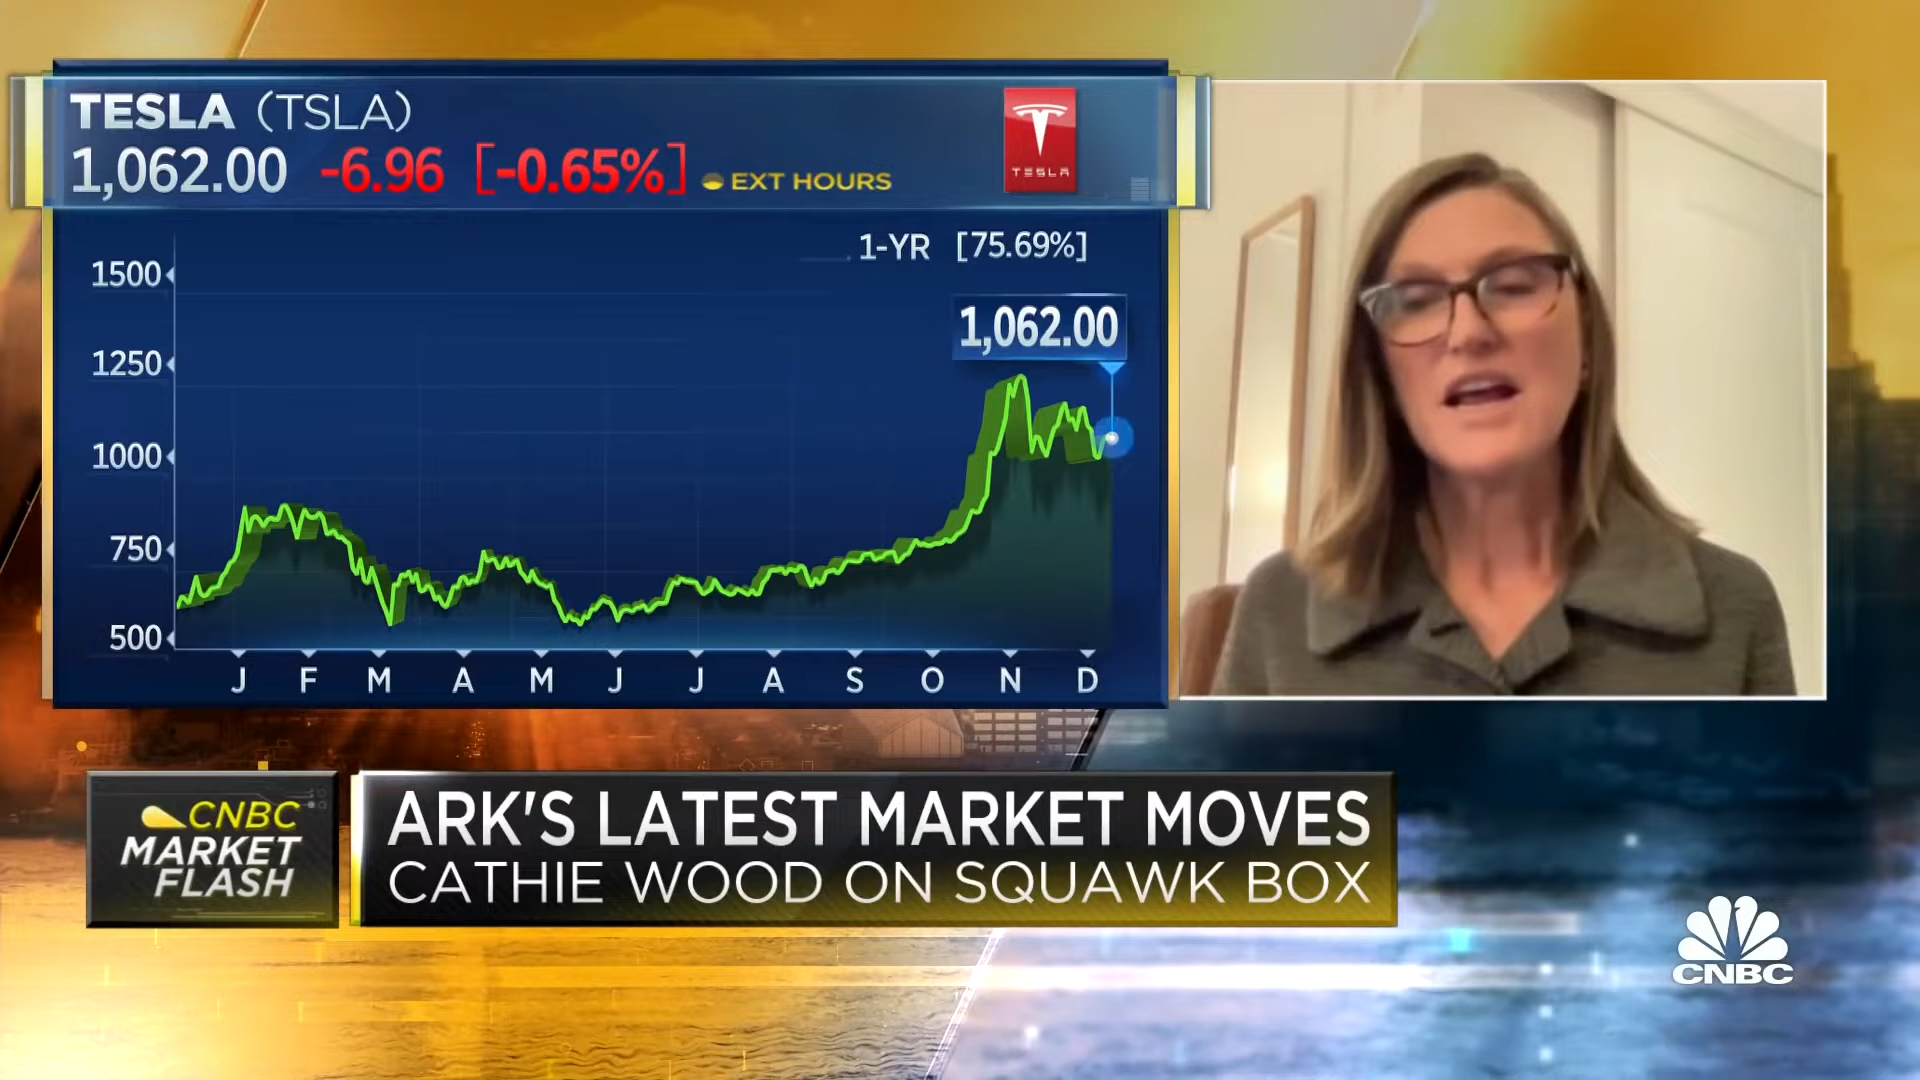 TESLA (TSLA)
1,062.00 -6.96 [-0.65%] EXT HOURS
TESLA
1-YR [75.69%]
1,062.00
1500
1250
1000
750
500
J F M A M J J A S O N D
CNBC
MARKET
FLASH
ARK'S LATEST MARKET MOVES
CATHIE WOOD ON SQUAWK BOX
CNBC